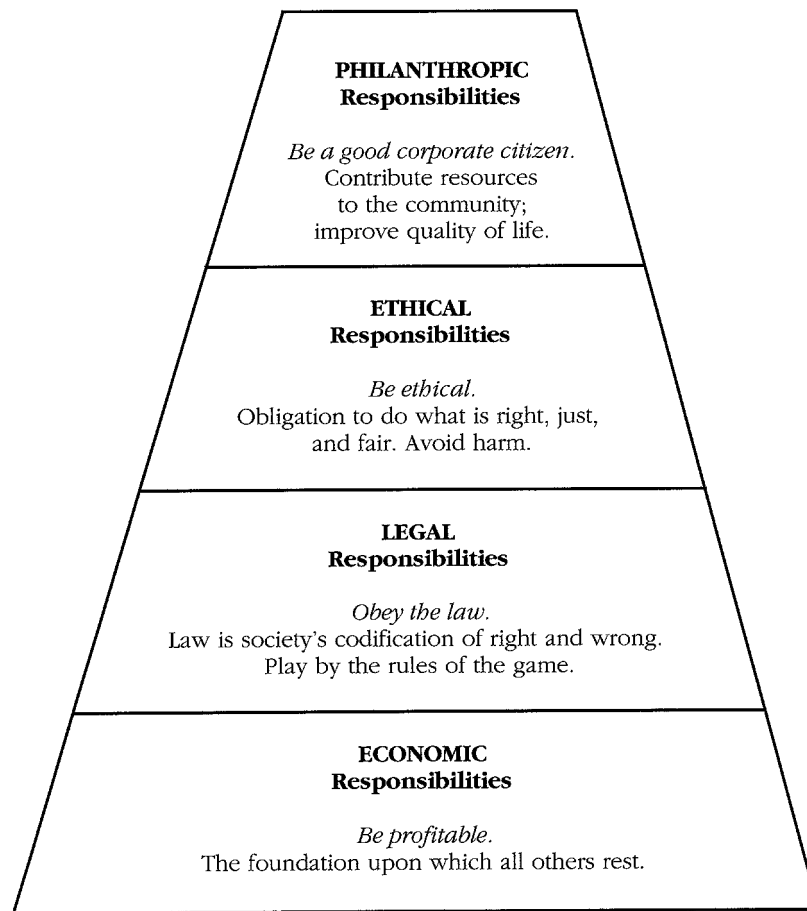 PHILANTHROPIC
Responsibilities
Be a good corporate citizen.
Contribute resources
to the community;
improve quality of life.
ETHICAL
Responsibilities
Be ethical.
Obligation to do what is right, just,
and fair. Avoid harm.
LEGAL
Responsibilities
Obey the law.
Law is society's codification of right and wrong.
Play by the rules of the game.
ECONOMIC
Responsibilities
Be profitable.
The foundation upon which all others rest.